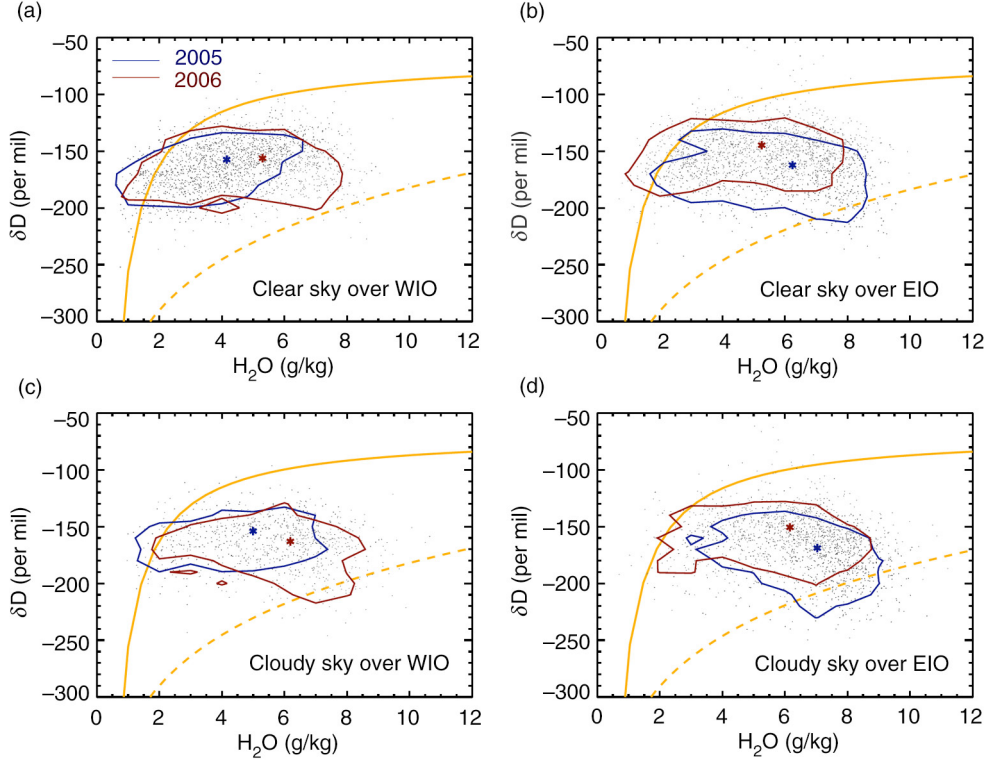 (a)
(b)
2005
2006
−50
−100
−150
−200
−250
−300
δD (per mil)
Clear sky over WIO
0 2 4 6 8 10 12
H₂O (g/kg)
−50
−100
−150
−200
−250
−300
δD (per mil)
Clear sky over EIO
0 2 4 6 8 10 12
H₂O (g/kg)
(c)
(d)
−50
−100
−150
−200
−250
−300
δD (per mil)
Cloudy sky over WIO
0 2 4 6 8 10 12
H₂O (g/kg)
−50
−100
−150
−200
−250
−300
δD (per mil)
Cloudy sky over EIO
0 2 4 6 8 10 12
H₂O (g/kg)